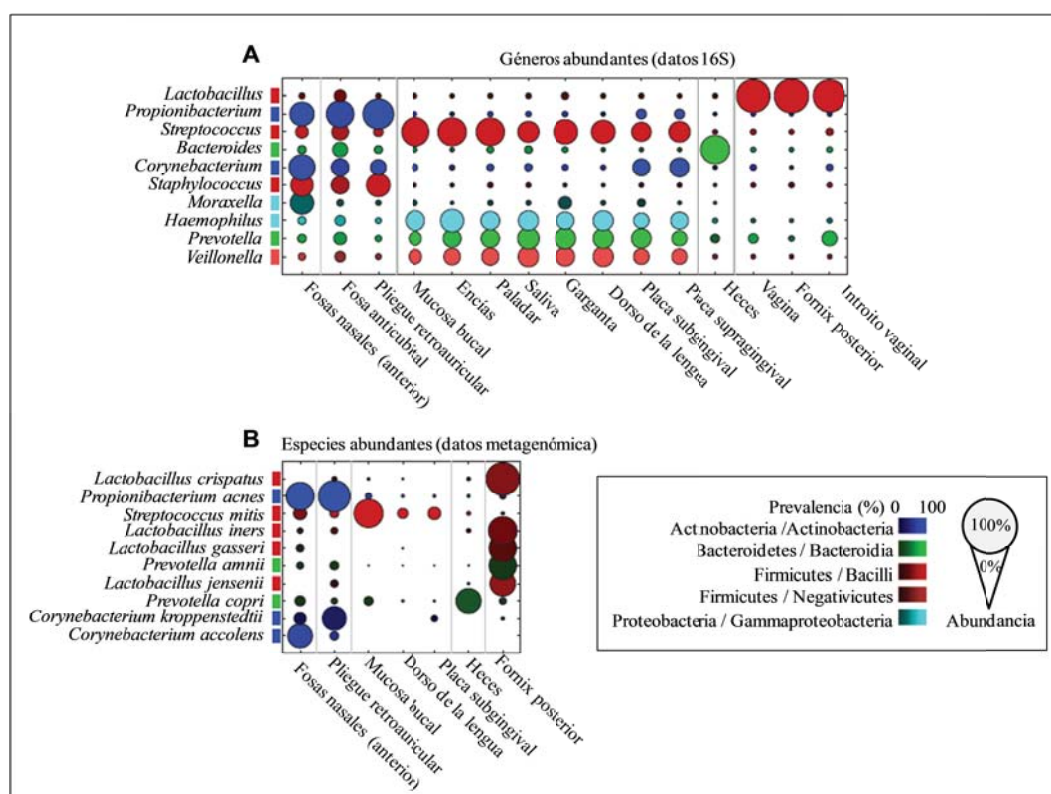 A
Géneros abundantes (datos 16S)
Lactobacillus
Propionibacterium
Streptococcus
Bacteroides
Corynebacterium
Staphylococcus
Moraxella
Haemophilus
Prevotella
Veillonella
Fosas nasales (anterior)
Fosa anticubital
Pliegue retroauricular
Mucosa bucal
Encías
Paladar
Saliva
Garganta
Dorso de la lengua
Placa subgingival
Placa supragingival
Heces
Vagina
Fornix posterior
Introito vaginal
B
Especies abundantes (datos metagenómica)
Lactobacillus crispatus
Propionibacterium acnes
Streptococcus mitis
Lactobacillus iners
Lactobacillus gasseri
Prevotella amnii
Lactobacillus jensenii
Prevotella copri
Corynebacterium kroppenstedtii
Corynebacterium accolens
Fosas nasales (anterior)
Pliegue retroauricular
Mucosa bucal
Dorso de la lengua
Placa subgingival
Heces
Fornix posterior
Prevalencia (%) 0 100
Actinobacteria /Actinobacteria
Bacteroidetes / Bacteroidia
Firmicutes / Bacilli
Firmicutes / Negativicutes
Proteobacteria / Gammaproteobacteria
100%
0%
Abundancia